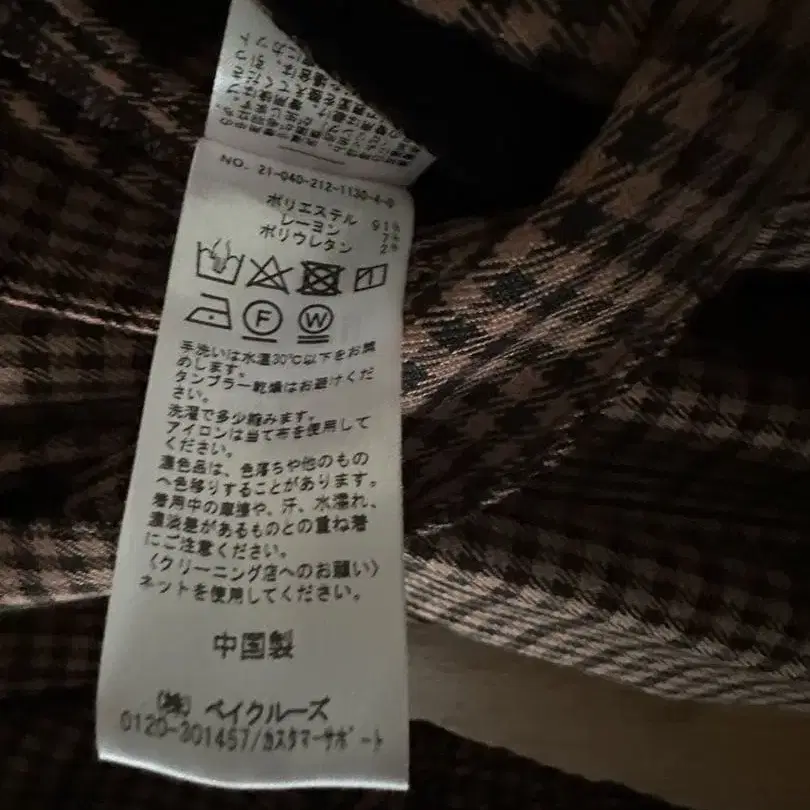 NO. 21-040-212-1130-4-0
ポリエステル 91%
レーヨン 7%
ポリウレタン 2%
F W
手洗いは水温30℃以下をお奨
めします。
タンブラー乾燥はお避けくだ
さい。
洗濯で多少縮みます。
アイロンは当て布を使用して
ください。
濃色品は、色落ちや他のもの
へ色移りすることがあります。
着用中の摩擦や、汗、水濡れ、
濃淡差があるものとの重ね着
にご注意ください。
〈クリーニング店へのお願い〉
ネットを使用してください。
中国製
(株) ベイクルーズ
0120-301457/カスタマーサポート